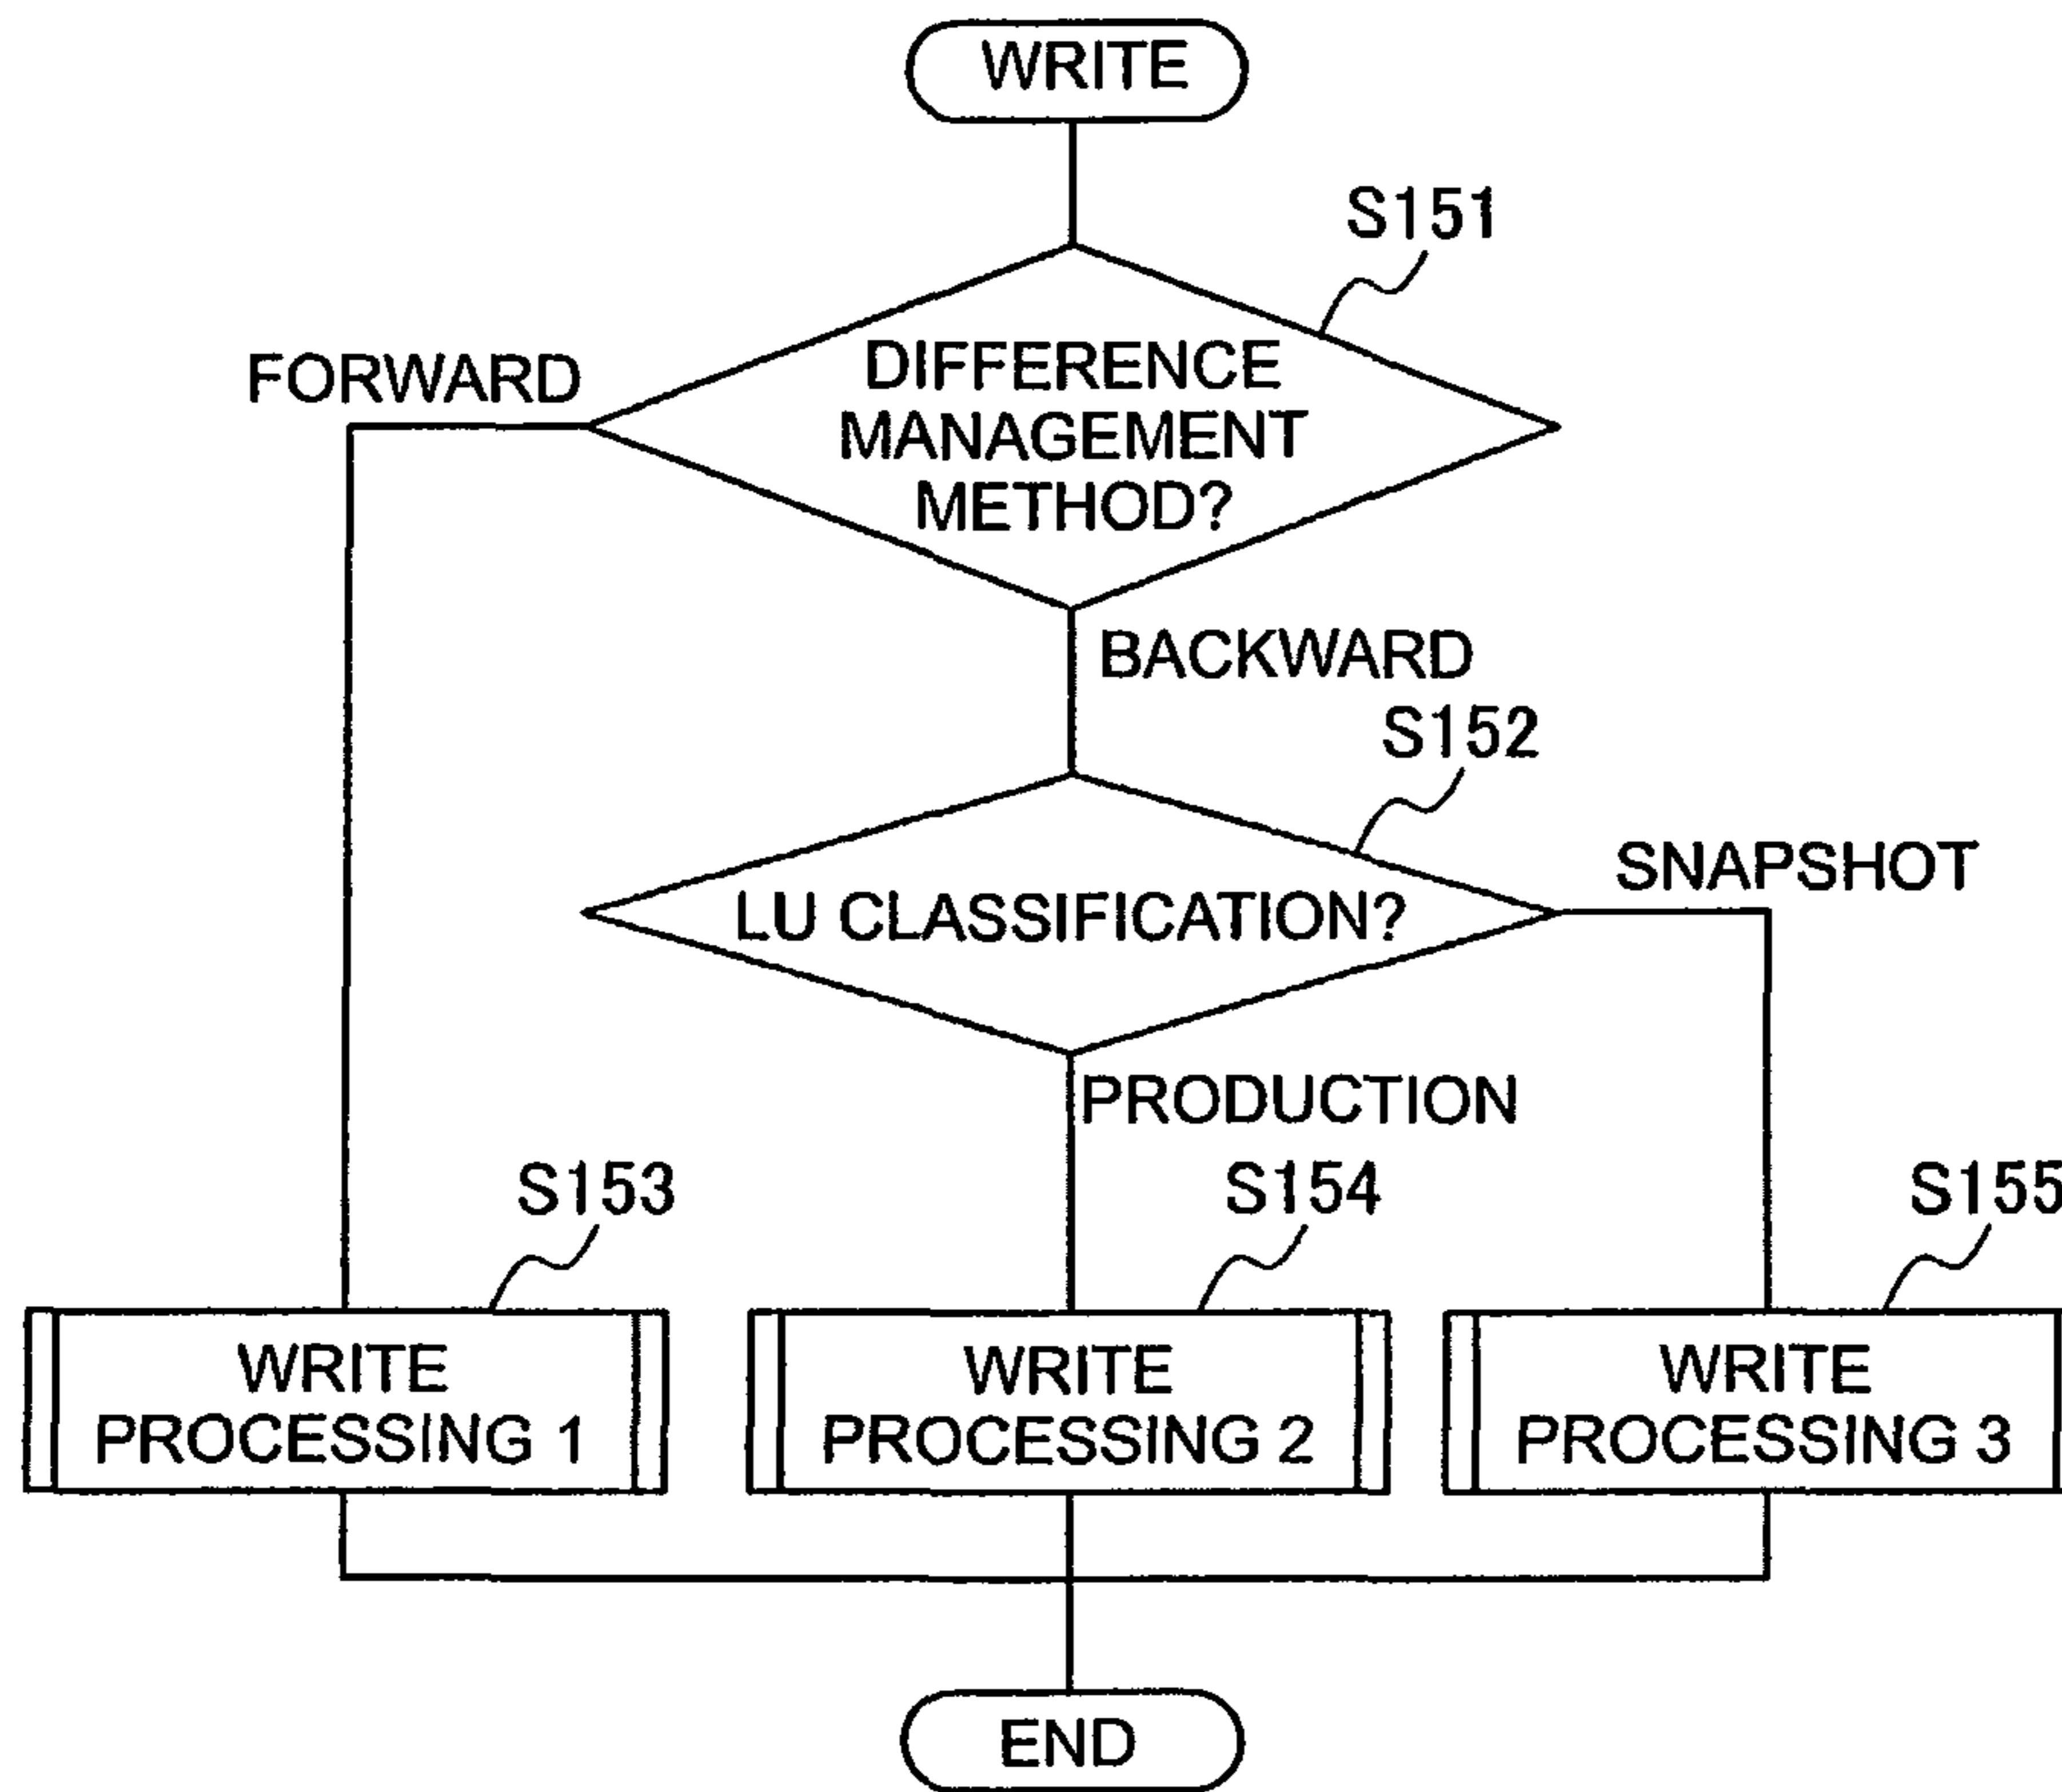 WRITE
S151
FORWARD
DIFFERENCE
MANAGEMENT
METHOD?
BACKWARD
S152
SNAPSHOT
LU CLASSIFICATION?
PRODUCTION
S153
S154
S155
WRITE
PROCESSING 1
WRITE
PROCESSING 2
WRITE
PROCESSING 3
END